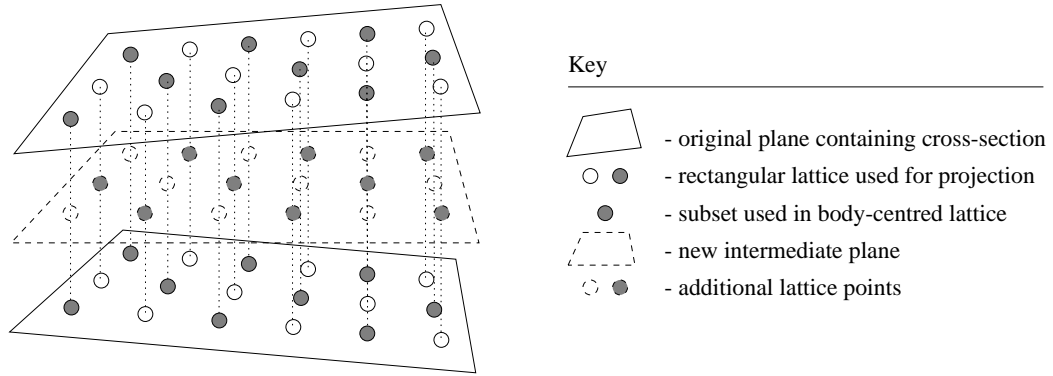 Key
- original plane containing cross-section
- rectangular lattice used for projection
- subset used in body-centred lattice
- new intermediate plane
- additional lattice points